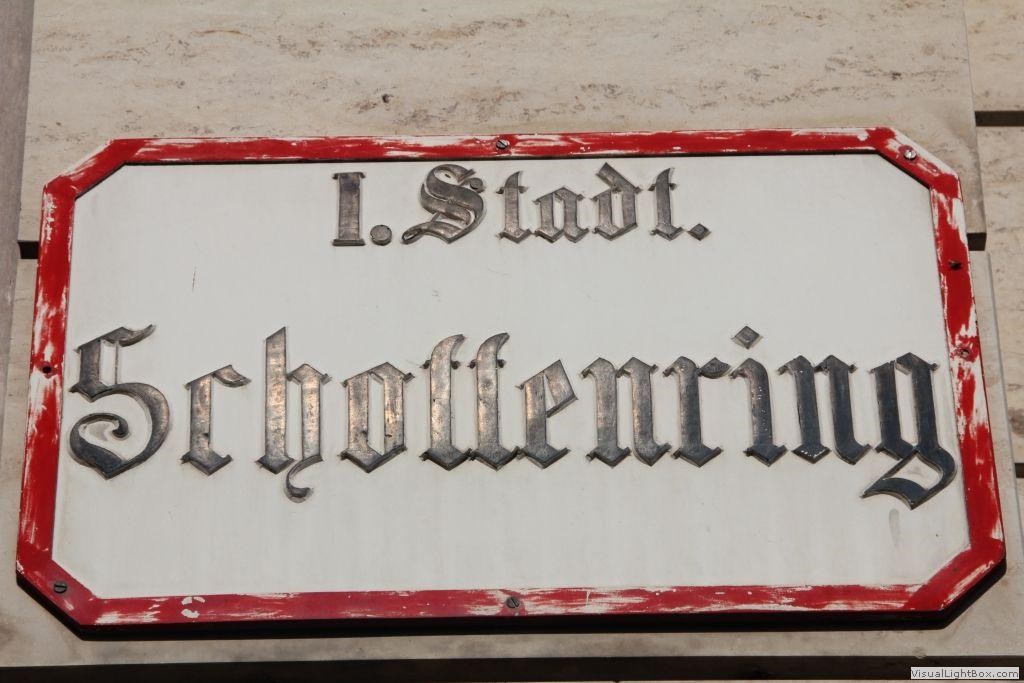 I. Stadt.
Schottenring
VisualLightBox.com